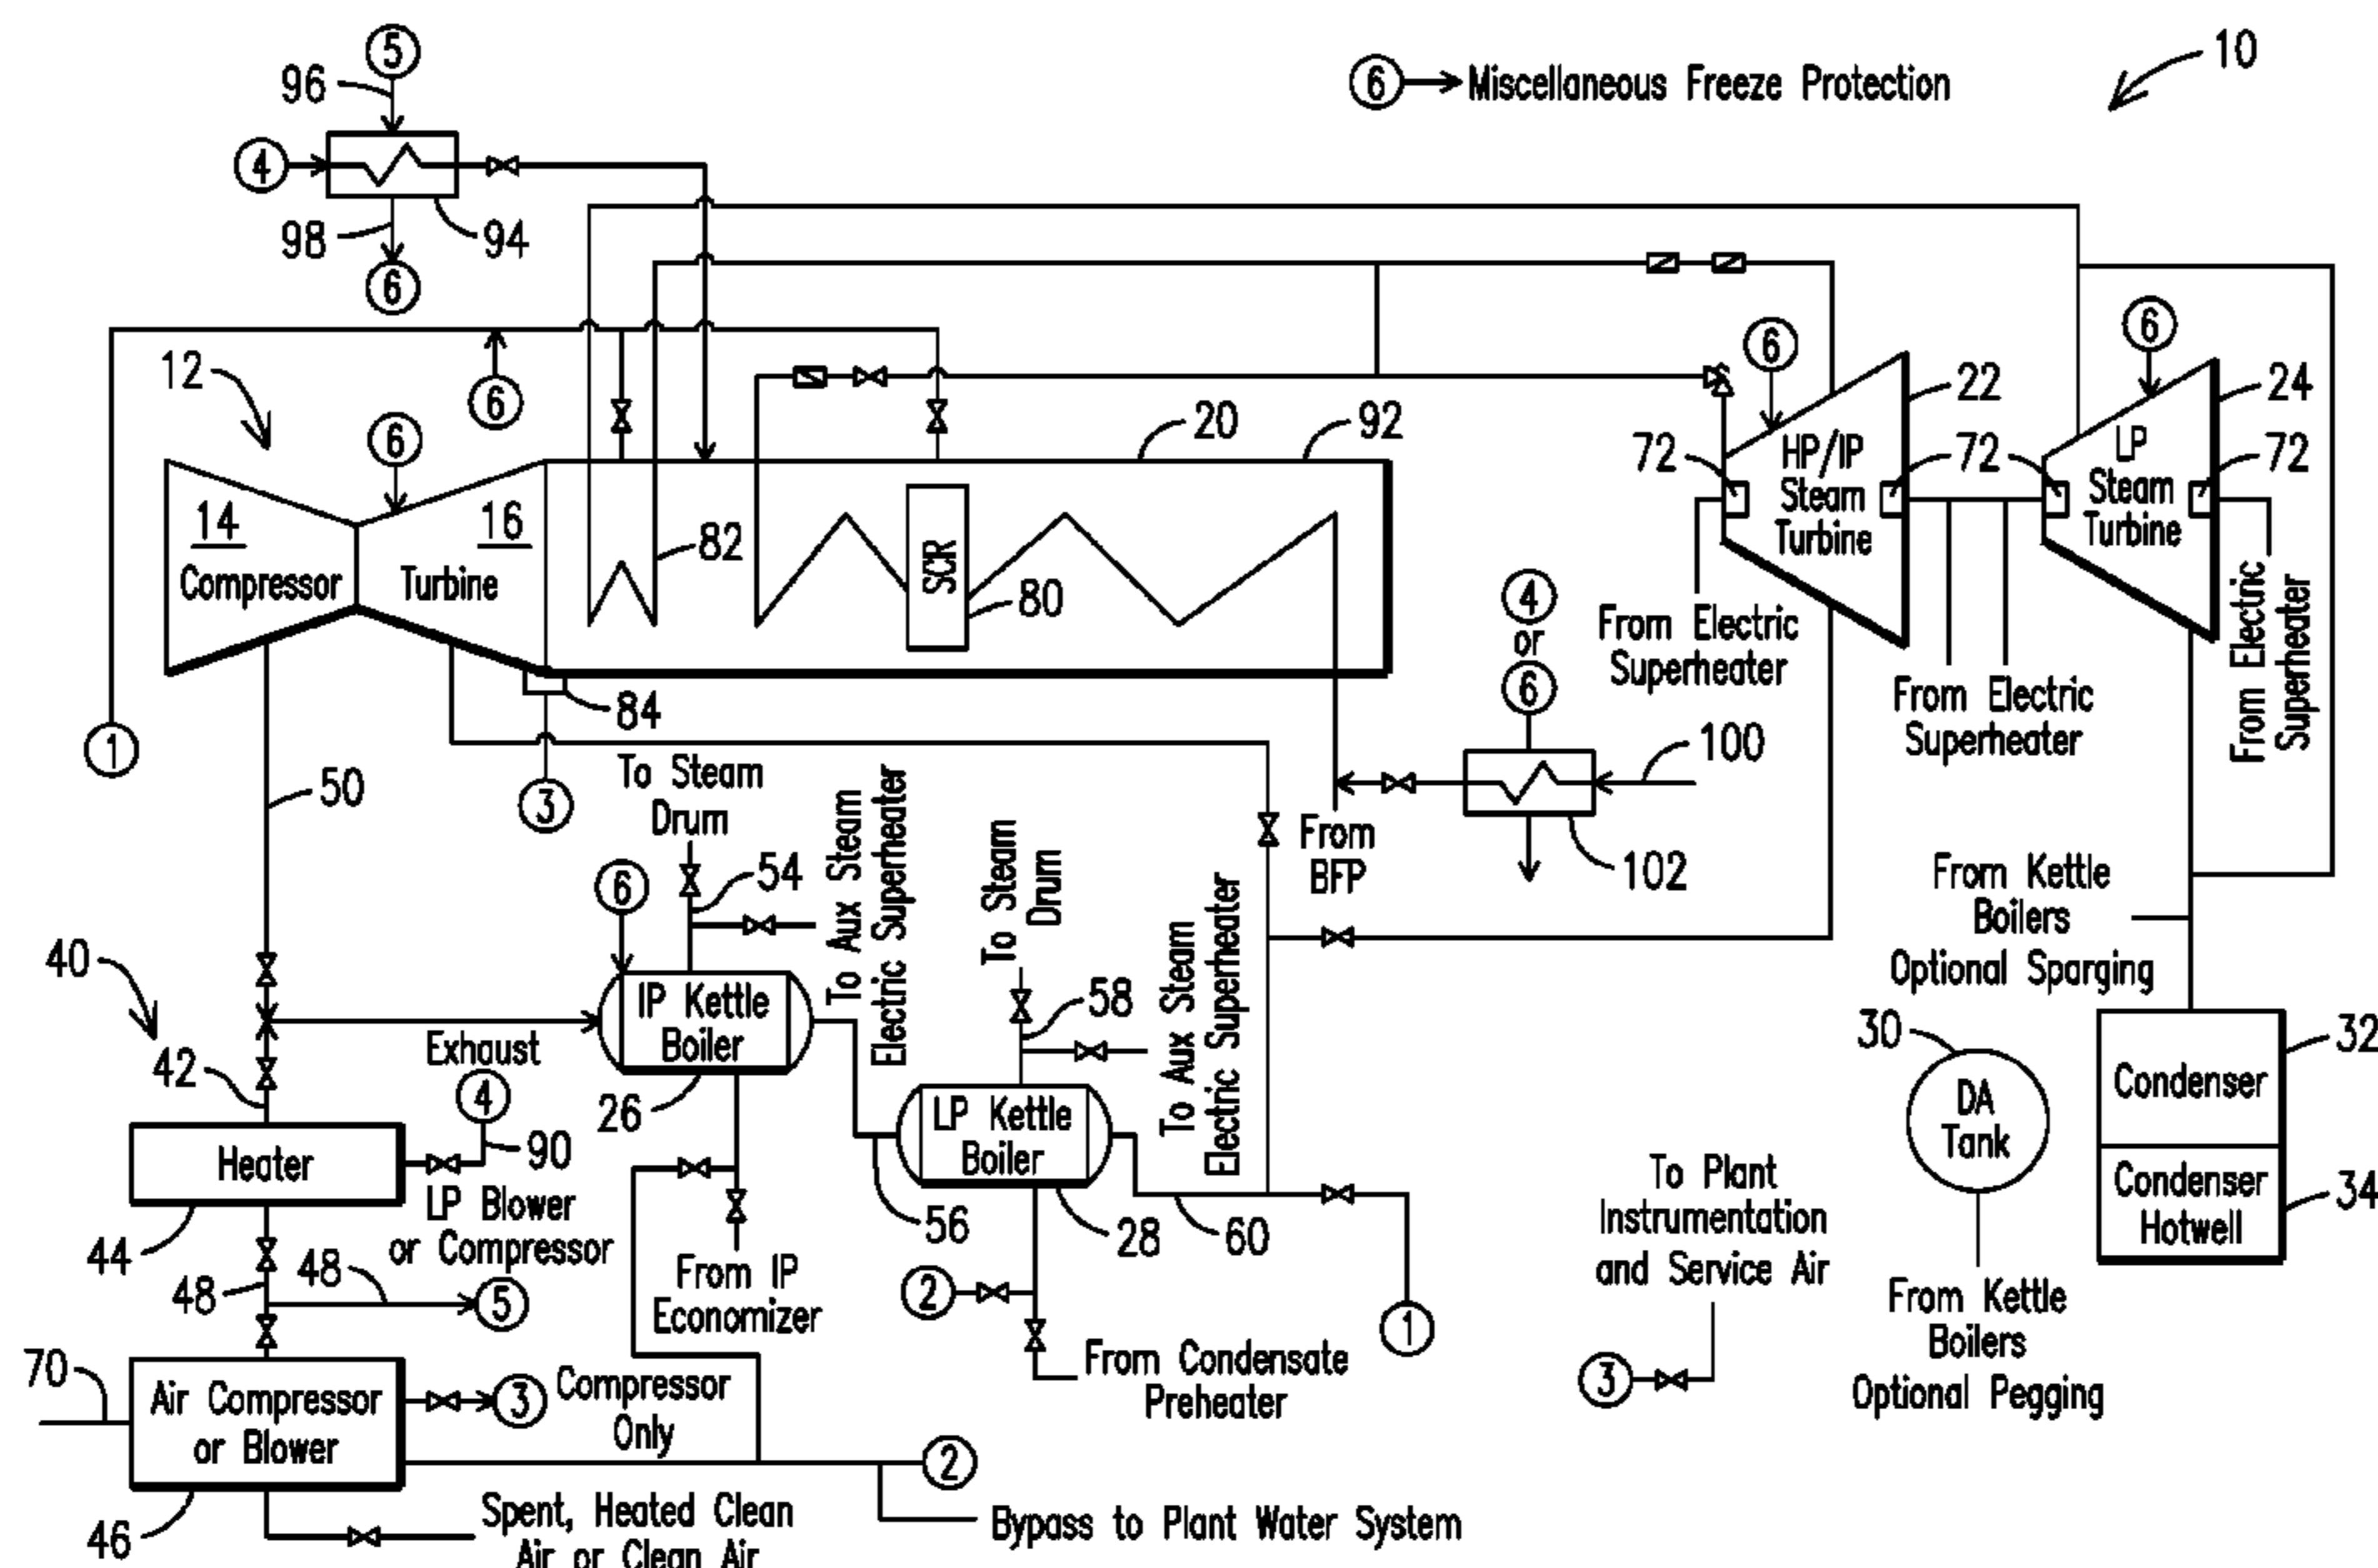 5
96
4
98
94
6
6 Miscellaneous Freeze Protection
10
12
6
6
20
92
14
Compressor
16
Turbine
82
SCR
80
84
1
3
50
6
22
72
HP/IP
Steam
Turbine
72
6
24
LP
Steam
Turbine
72
From Electric
Superheater
From Electric
Superheater
From Electric
Superheater
4
or
6
100
102
From
BFP
To Steam
Drum
54
To Aux Steam
Electric Superheater
6
IP Kettle
Boiler
26
To Steam
Drum
58
To Aux Steam
Electric Superheater
LP Kettle
Boiler
56
28
60
40
42
Exhaust
4
90
Heater
44
LP Blower
or Compressor
48
48
5
From IP
Economizer
2
1
From Condensate
Preheater
70
Air Compressor
or Blower
46
3
Compressor
Only
2
Spent, Heated Clean
Air or Clean Air
Bypass to Plant Water System
To Plant
Instrumentation
and Service Air
3
From Kettle
Boilers
Optional Sparging
30
DA
Tank
From Kettle
Boilers
Optional Pegging
32
Condenser
Condenser
Hotwell
34